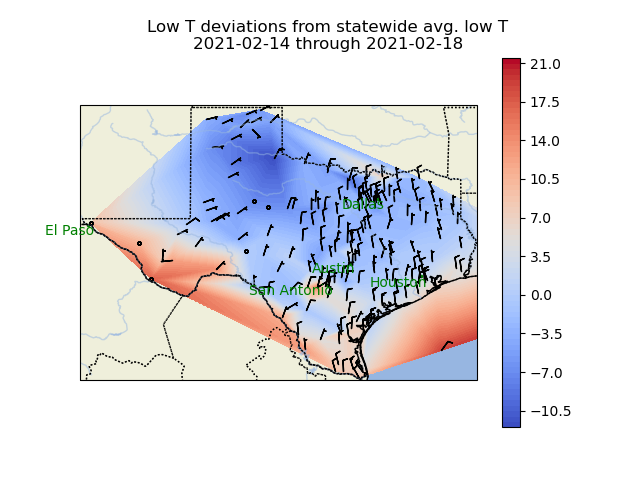 Low T deviations from statewide avg. low T
2021-02-14 through 2021-02-18
21.0
17.5
14.0
10.5
7.0
3.5
0.0
−3.5
−7.0
−10.5
Dallas
El Paso
Austin
San Antonio
Houston